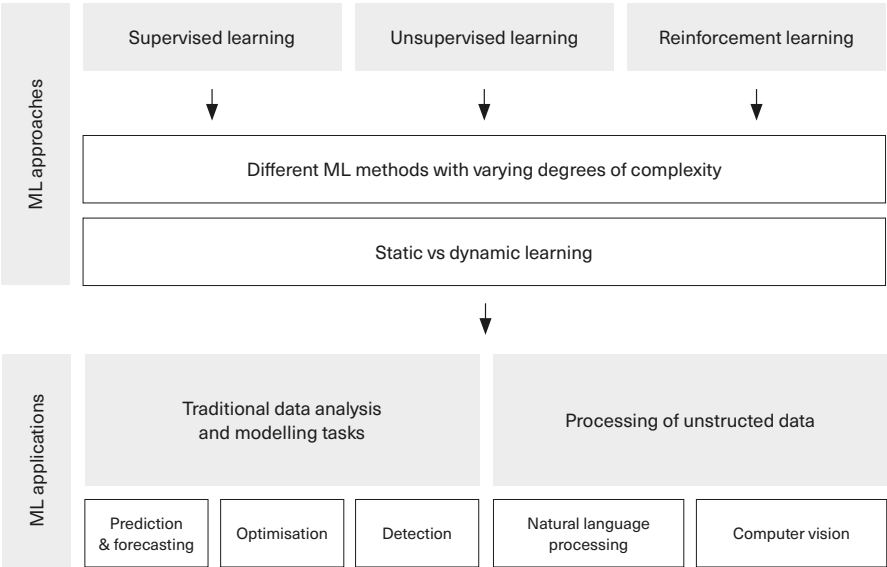 ML approaches
Supervised learning
Unsupervised learning
Reinforcement learning
Different ML methods with varying degrees of complexity
Static vs dynamic learning
ML applications
Traditional data analysis
and modelling tasks
Processing of unstructed data
Prediction
& forecasting
Optimisation
Detection
Natural language
processing
Computer vision